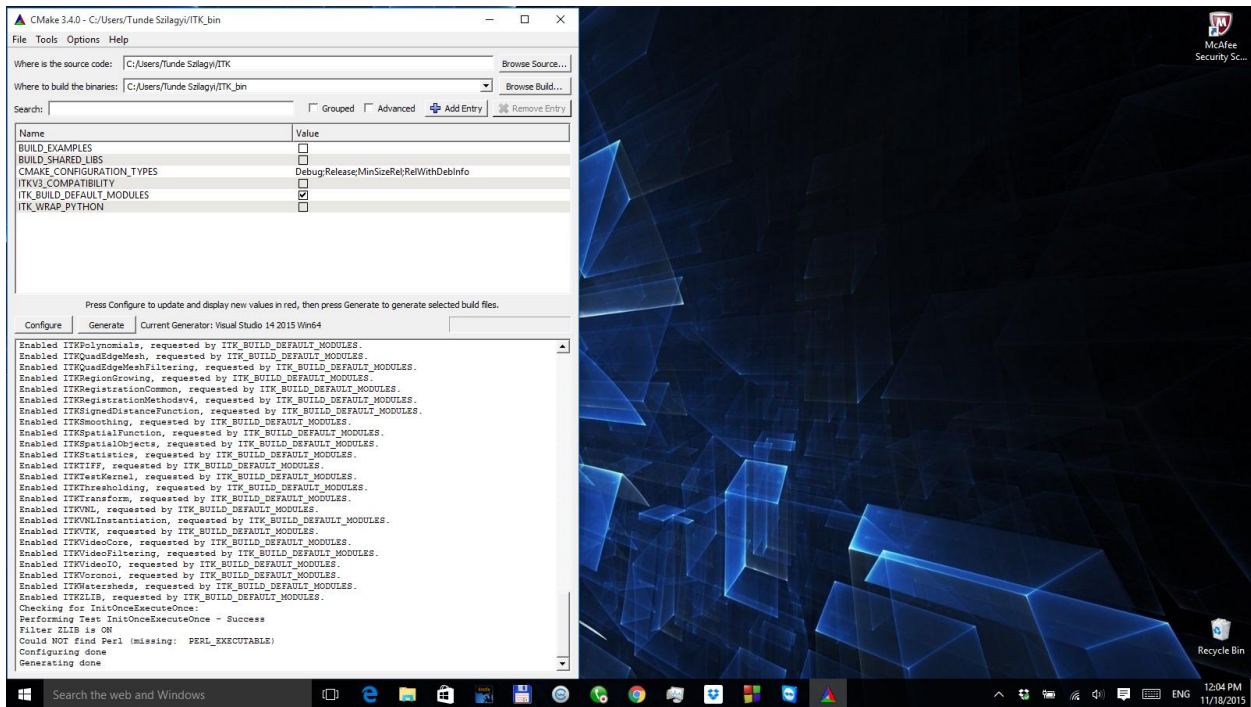 CMake 3.4.0 - C:/Users/Tunde Szilagyi/ITK_bin
File Tools Options Help
Where is the source code: C:/Users/Tunde Szilagyi/ITK Browse Source...
Where to build the binaries: C:/Users/Tunde Szilagyi/ITK_bin Browse Build...
Search: Grouped Advanced Add Entry Remove Entry
Name Value
BUILD_EXAMPLES
BUILD_SHARED_LIBS
CMAKE_CONFIGURATION_TYPES Debug;Release;MinSizeRel;RelWithDebInfo
ITKV3_COMPATIBILITY
ITK_BUILD_DEFAULT_MODULES
ITK_WRAP_PYTHON
Press Configure to update and display new values in red, then press Generate to generate selected build files.
Configure Generate Current Generator: Visual Studio 14 2015 Win64
Enabled ITKPolynomials, requested by ITK_BUILD_DEFAULT_MODULES.
Enabled ITKQuadEdgeMesh, requested by ITK_BUILD_DEFAULT_MODULES.
Enabled ITKQuadEdgeMeshFiltering, requested by ITK_BUILD_DEFAULT_MODULES.
Enabled ITKRegionGrowing, requested by ITK_BUILD_DEFAULT_MODULES.
Enabled ITKRegistrationCommon, requested by ITK_BUILD_DEFAULT_MODULES.
Enabled ITKRegistrationMethodsv4, requested by ITK_BUILD_DEFAULT_MODULES.
Enabled ITKSignedDistanceFunction, requested by ITK_BUILD_DEFAULT_MODULES.
Enabled ITKSmoothing, requested by ITK_BUILD_DEFAULT_MODULES.
Enabled ITKSpatialFunction, requested by ITK_BUILD_DEFAULT_MODULES.
Enabled ITKSpatialObjects, requested by ITK_BUILD_DEFAULT_MODULES.
Enabled ITKStatistics, requested by ITK_BUILD_DEFAULT_MODULES.
Enabled ITKTIFF, requested by ITK_BUILD_DEFAULT_MODULES.
Enabled ITKTestKernel, requested by ITK_BUILD_DEFAULT_MODULES.
Enabled ITKThresholding, requested by ITK_BUILD_DEFAULT_MODULES.
Enabled ITKTransform, requested by ITK_BUILD_DEFAULT_MODULES.
Enabled ITKVNL, requested by ITK_BUILD_DEFAULT_MODULES.
Enabled ITKVNLInstantiation, requested by ITK_BUILD_DEFAULT_MODULES.
Enabled ITKVTK, requested by ITK_BUILD_DEFAULT_MODULES.
Enabled ITKVideoCore, requested by ITK_BUILD_DEFAULT_MODULES.
Enabled ITKVideoFiltering, requested by ITK_BUILD_DEFAULT_MODULES.
Enabled ITKVideoIO, requested by ITK_BUILD_DEFAULT_MODULES.
Enabled ITKVoronoi, requested by ITK_BUILD_DEFAULT_MODULES.
Enabled ITKWatersheds, requested by ITK_BUILD_DEFAULT_MODULES.
Enabled ITKZLIB, requested by ITK_BUILD_DEFAULT_MODULES.
Checking for InitOnceExecuteOnce:
Performing Test InitOnceExecuteOnce - Success
Filter ZLIB is ON
Could NOT find Perl (missing: PERL_EXECUTABLE)
Configuring done
Generating done
McAfee
Security Sc...
Recycle Bin
Search the web and Windows
kindle
ENG
12:04 PM
11/18/2015